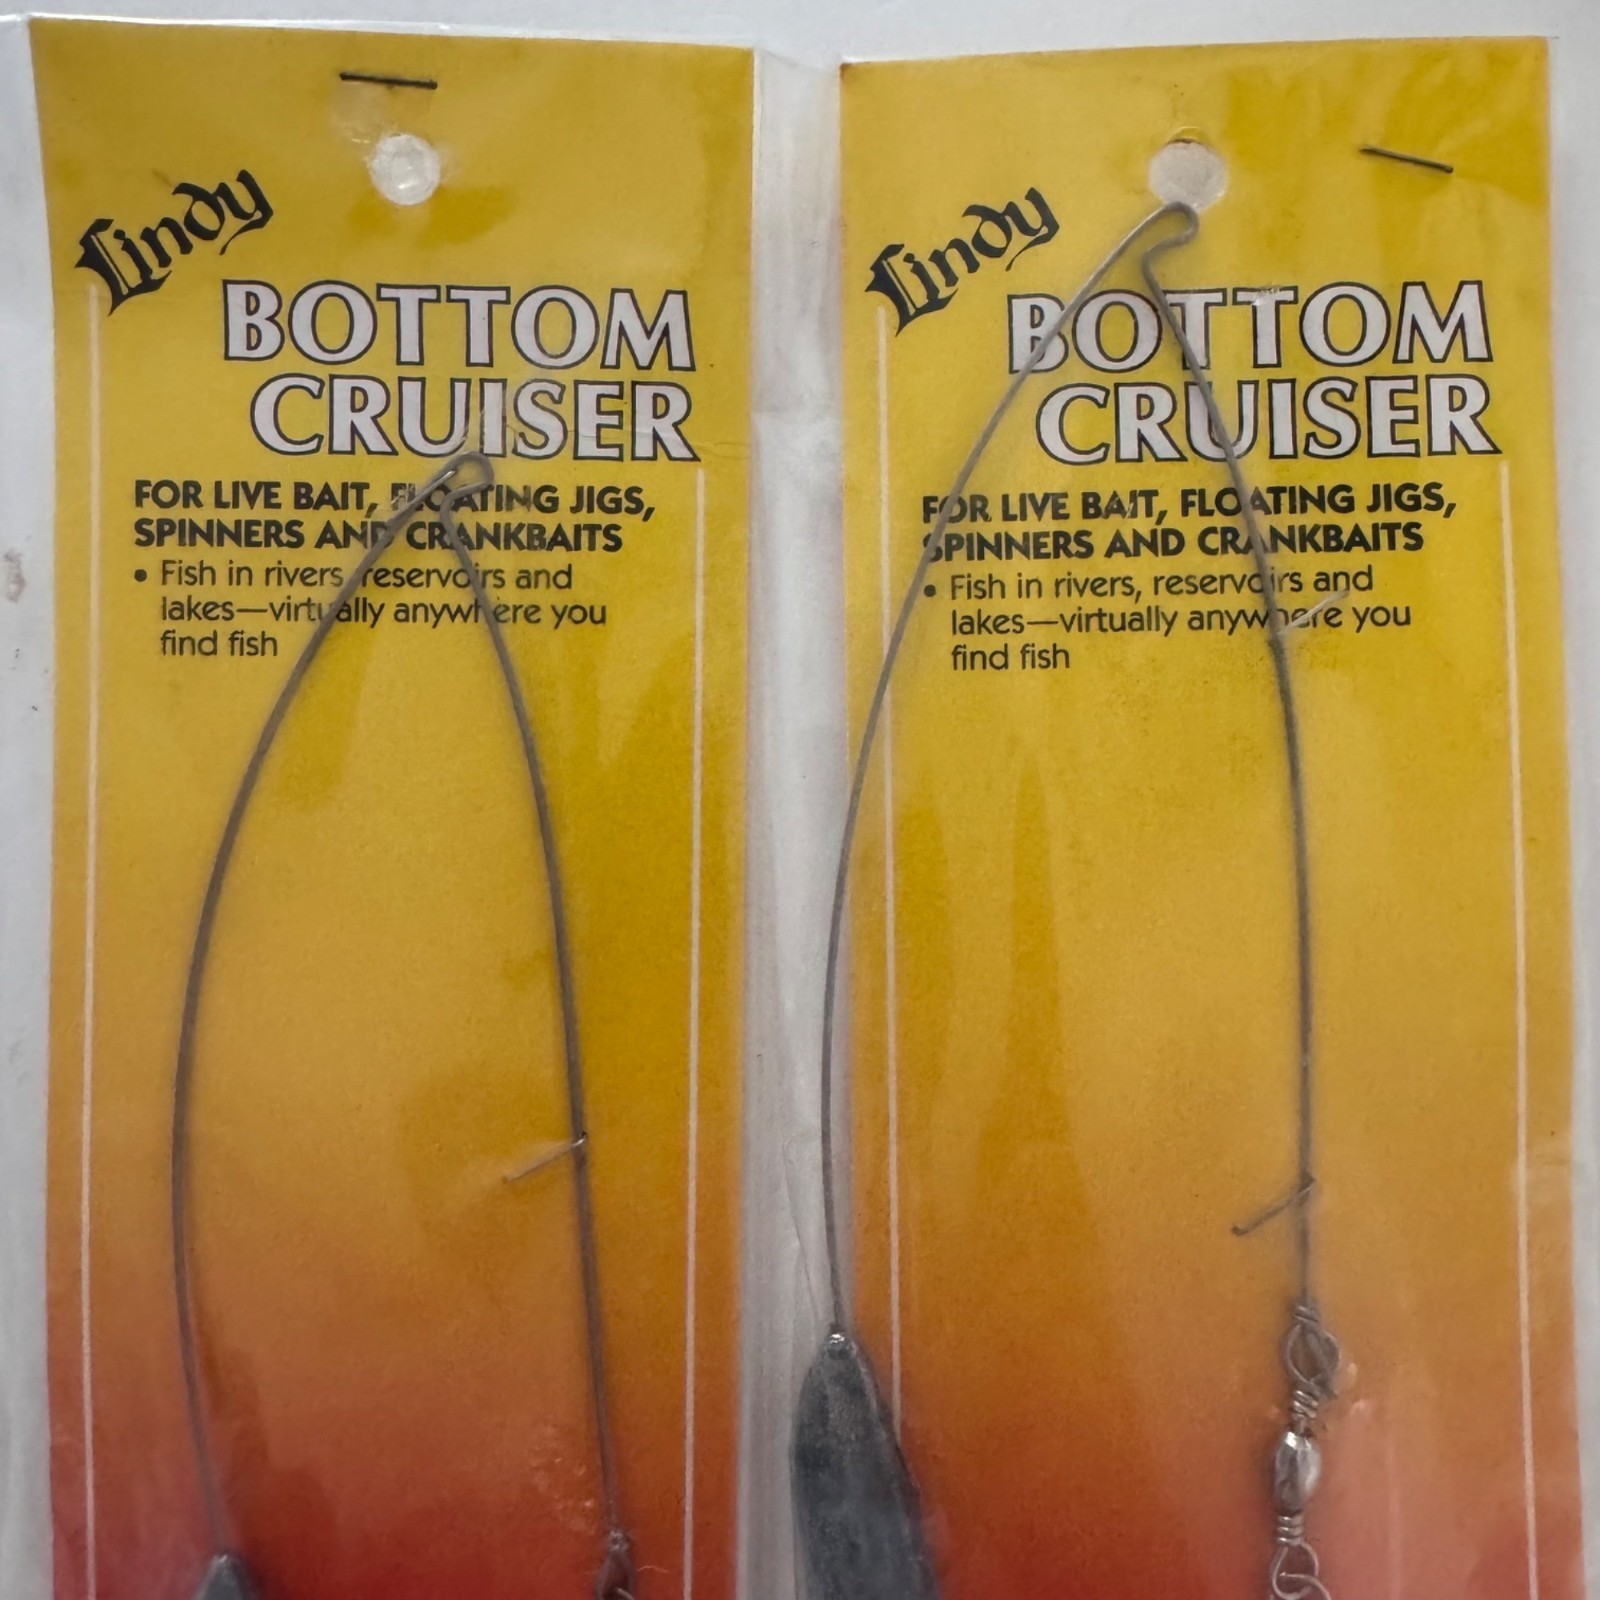 Lindy
BOTTOM
CRUISER
FOR LIVE BAIT, FLOATING JIGS,
SPINNERS AND CRANKBAITS
• Fish in rivers, reservoirs and
lakes—virtually anywhere you
find fish
Lindy
BOTTOM
CRUISER
FOR LIVE BAIT, FLOATING JIGS,
SPINNERS AND CRANKBAITS
• Fish in rivers, reservoirs and
lakes—virtually anywhere you
find fish